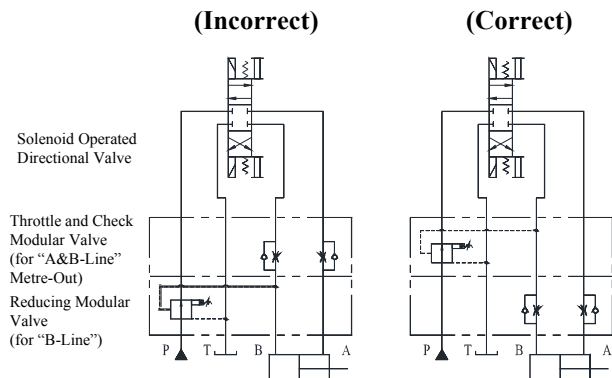 (Incorrect) (Correct)
Solenoid Operated
Directional Valve
Throttle and Check
Modular Valve
(for “A&B-Line”
Metre-Out)
Reducing Modular
Valve
(for “B-Line”)
P T B A P T B A